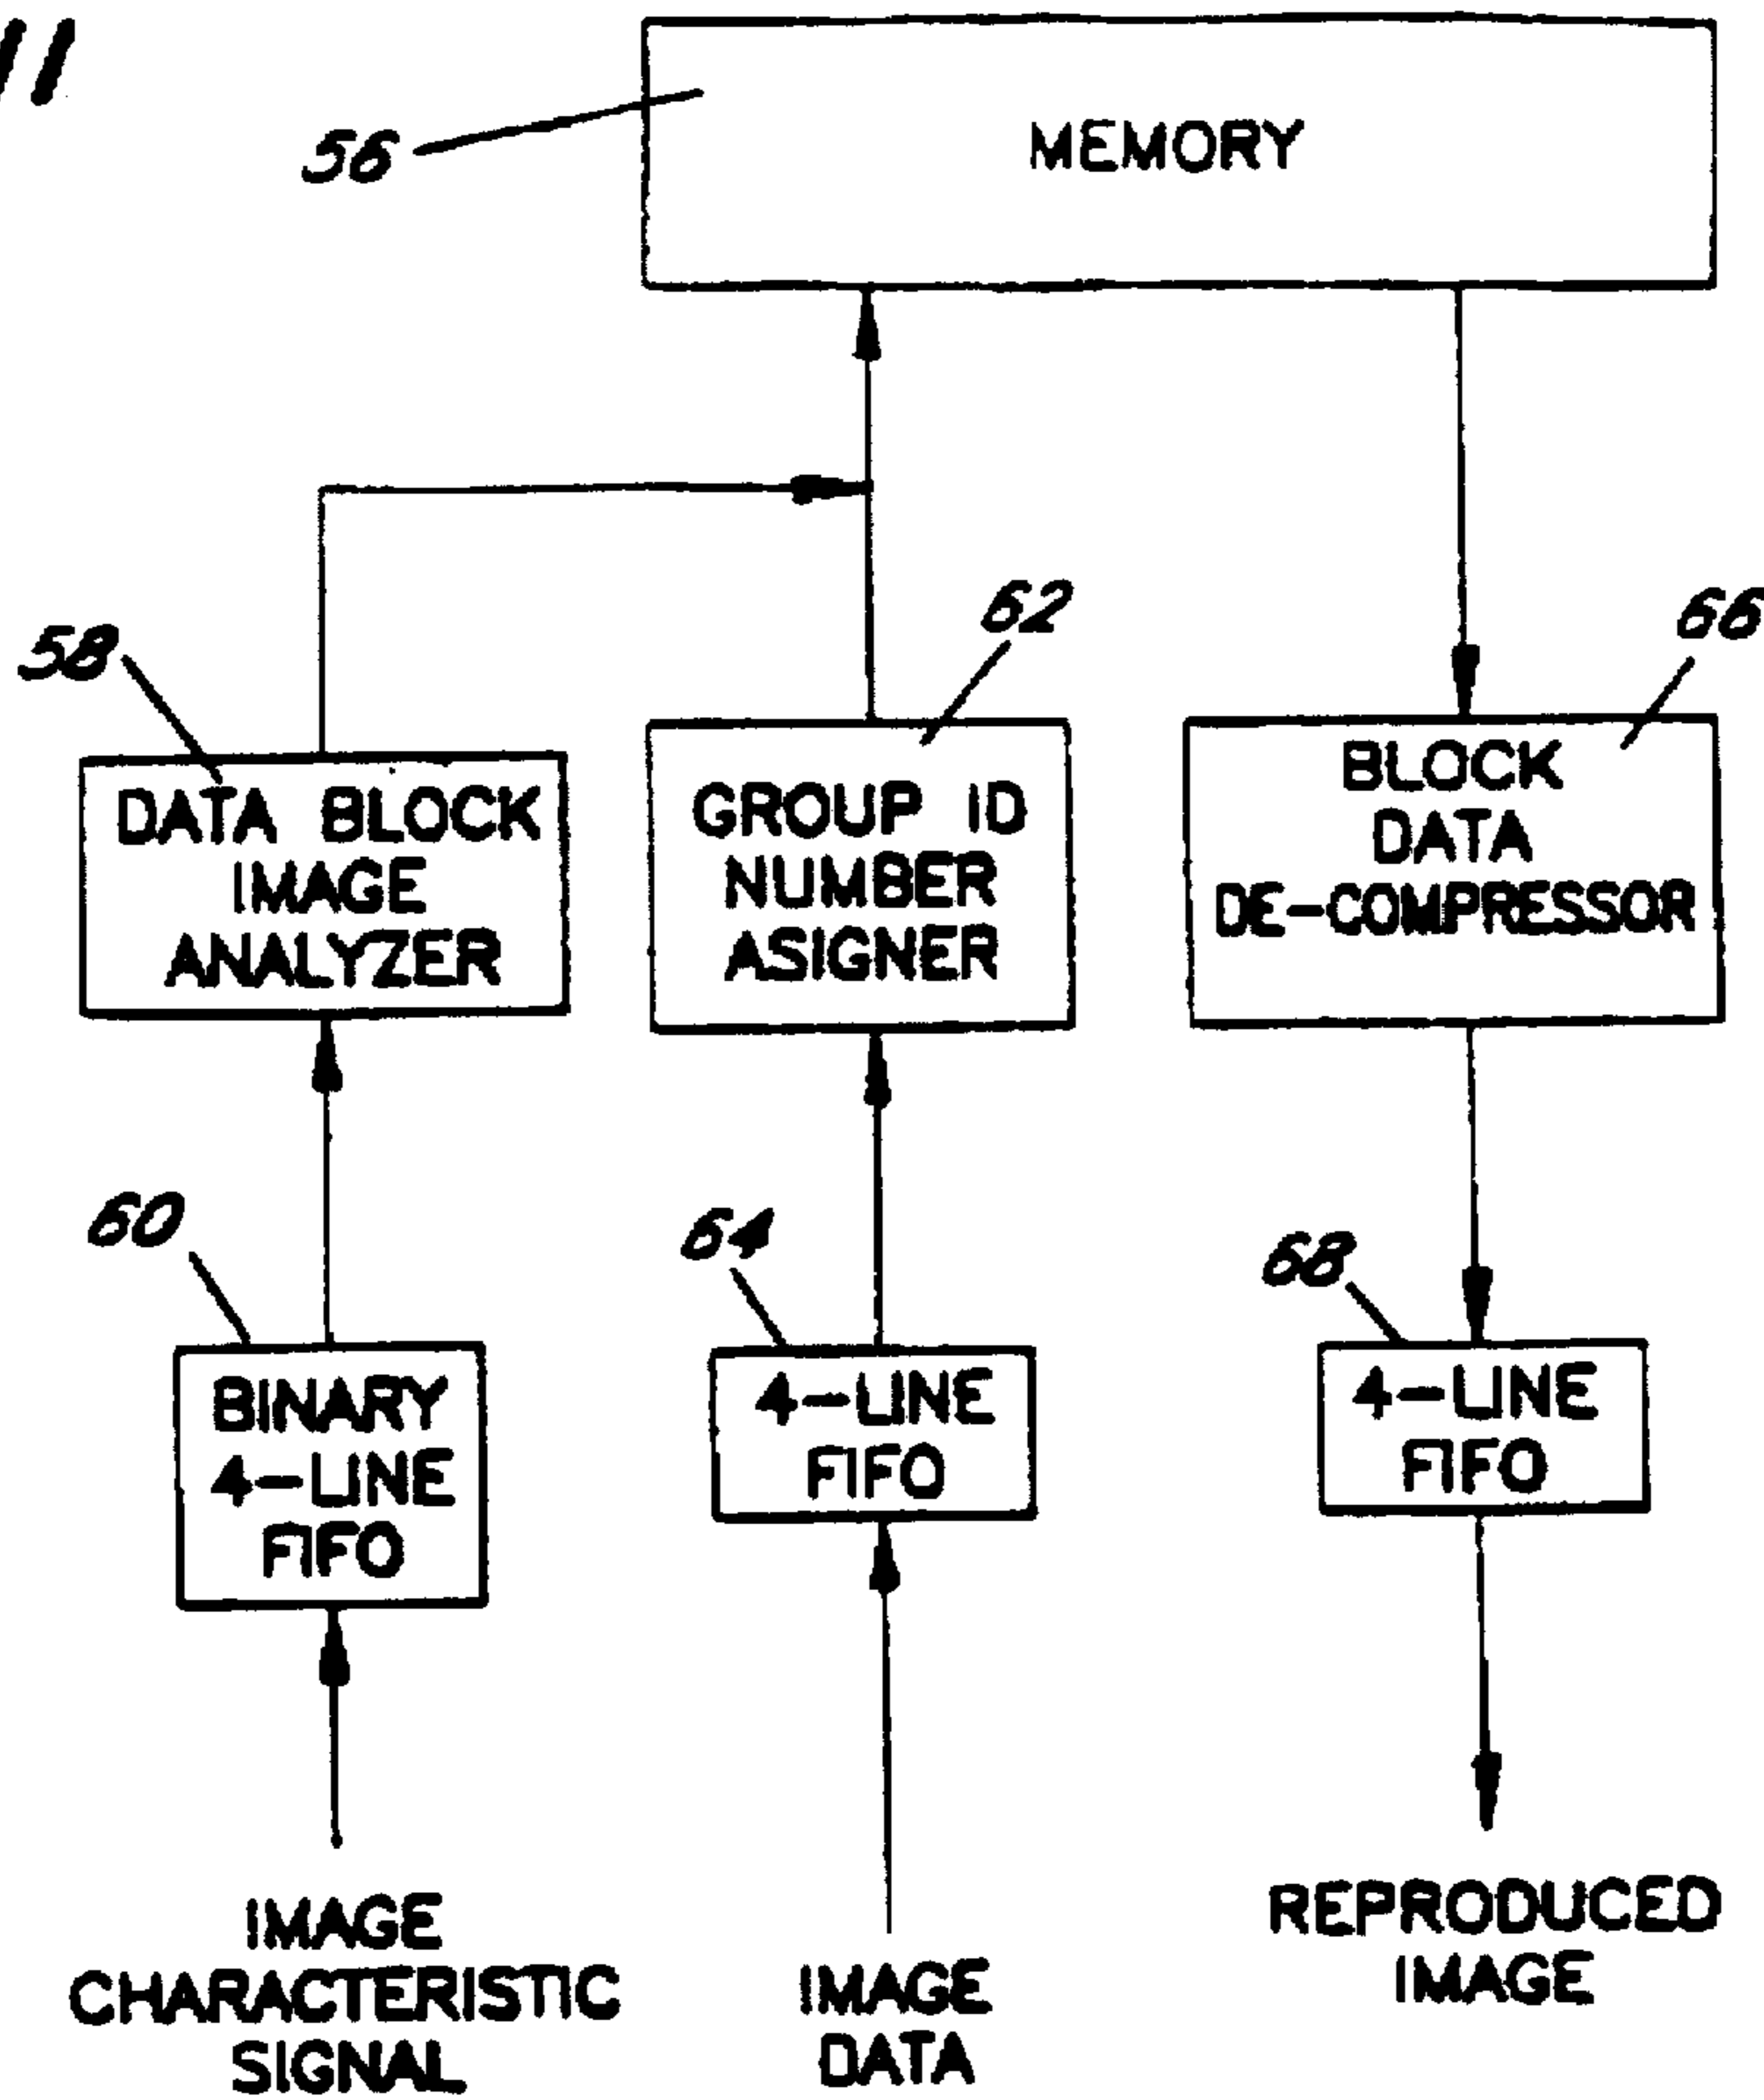 11
56
MEMORY
58
62
66
DATA BLOCK
IMAGE
ANALYZER
GROUP ID
NUMBER
ASIGNER
BLOCK
DATA
DE-COMPRESSOR
60
64
68
BINARY
4-LINE
FIFO
4-LINE
FIFO
4-LINE
FIFO
IMAGE
CHARACTERISTIC
SIGNAL
IMAGE
DATA
REPRODUCED
IMAGE